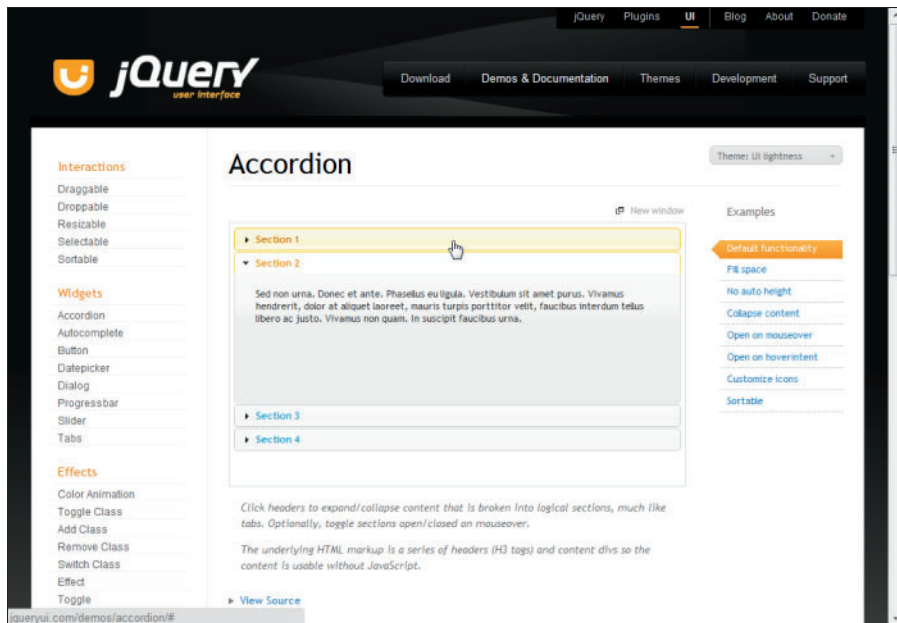 jQuery Plugins UI Blog About Donate
jQuery
user interface
Download Demos & Documentation Themes Development Support
Accordion
Theme: UI lightness
Interactions
Draggable
Droppable
Resizable
Selectable
Sortable
Widgets
Accordion
Autocomplete
Button
Datepicker
Dialog
Progressbar
Slider
Tabs
Effects
Color Animation
Toggle Class
Add Class
Remove Class
Switch Class
Effect
Toggle
New window
Section 1
Section 2
Sed non urna. Donec et ante. Phasellus eu ligula. Vestibulum sit amet purus. Vivamus
hendrerit, dolor at aliquet laoreet, mauris turpis porttitor velit, faucibus interdum tellus
libero ac justo. Vivamus non quam. In suscipit faucibus urna.
Section 3
Section 4
Click headers to expand/collapse content that is broken into logical sections, much like
tabs. Optionally, toggle sections open/closed on mouseover.
The underlying HTML markup is a series of headers (H3 tags) and content divs so the
content is usable without JavaScript.
View Source
Examples
Default functionality
Fill space
No auto height
Collapse content
Open on mouseover
Open on hoverintent
Customize icons
Sortable
jqueryui.com/demos/accordion/#